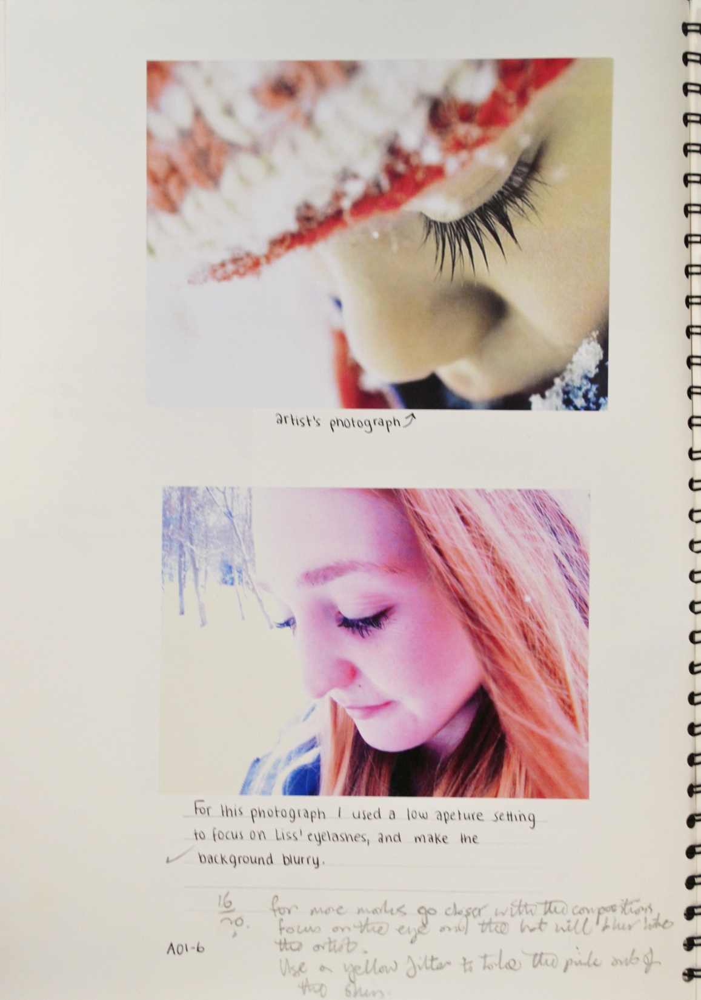 artist's photograph
For this photograph I used a low apeture setting
to focus on Liss' eyelashes, and make the
background blurry.
16
20.
for more marks go closer with the compositions,
focus on the eye and the hat will blur like
the artist.
Use a yellow filter to take the pink out of
the skin.
A01-6